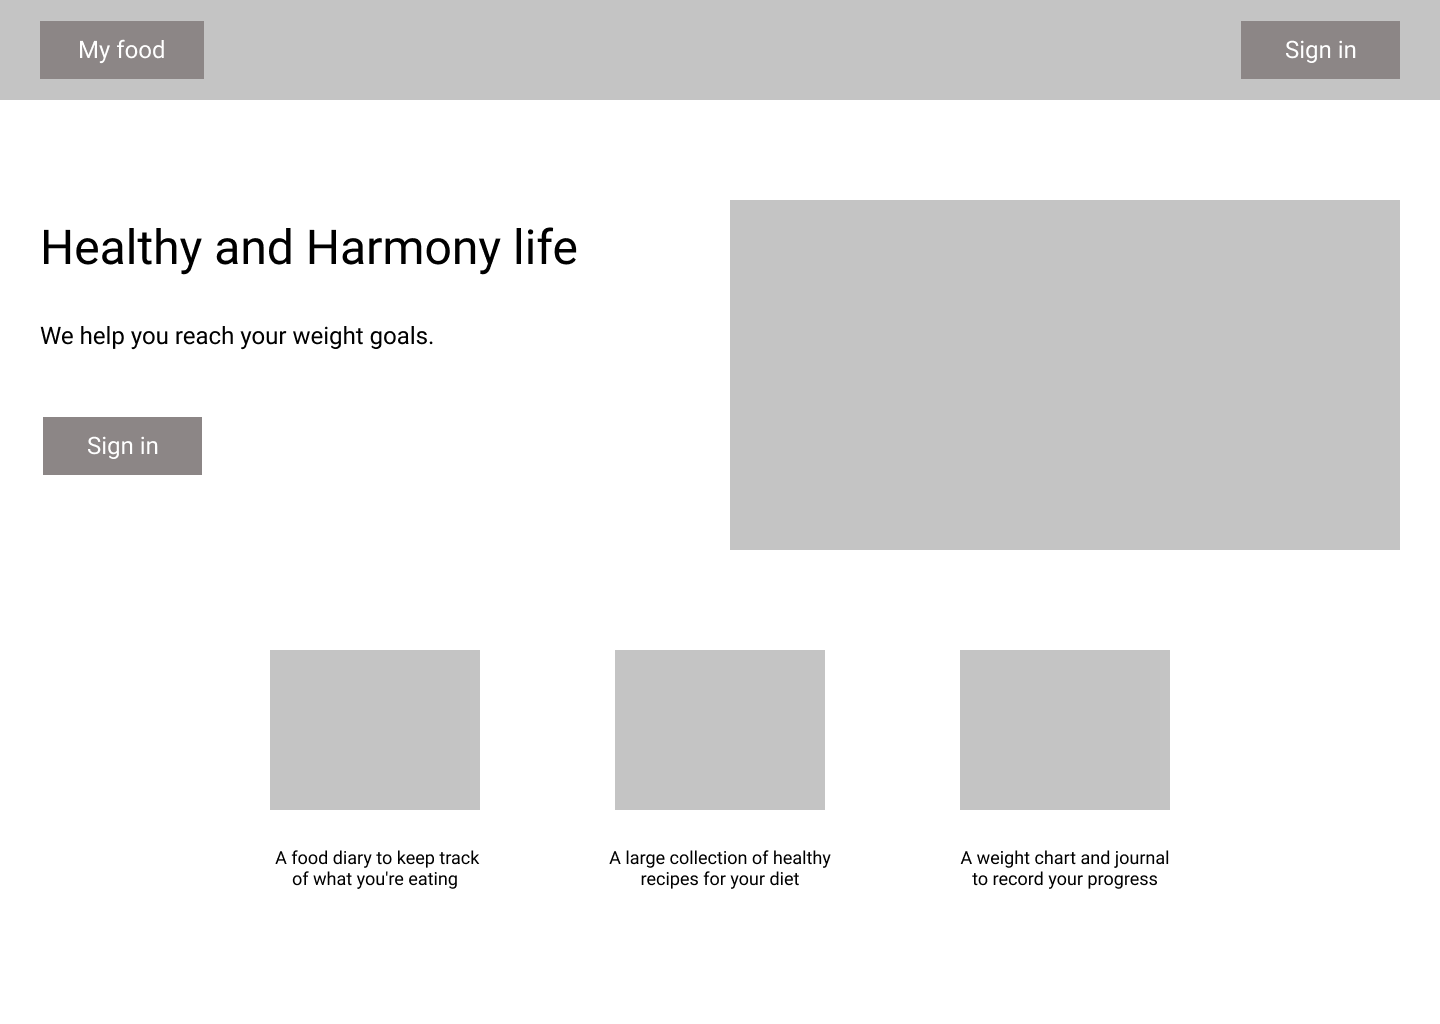 My food
Sign in
Healthy and Harmony life
We help you reach your weight goals.
Sign in
A food diary to keep track
of what you're eating
A large collection of healthy
recipes for your diet
A weight chart and journal
to record your progress